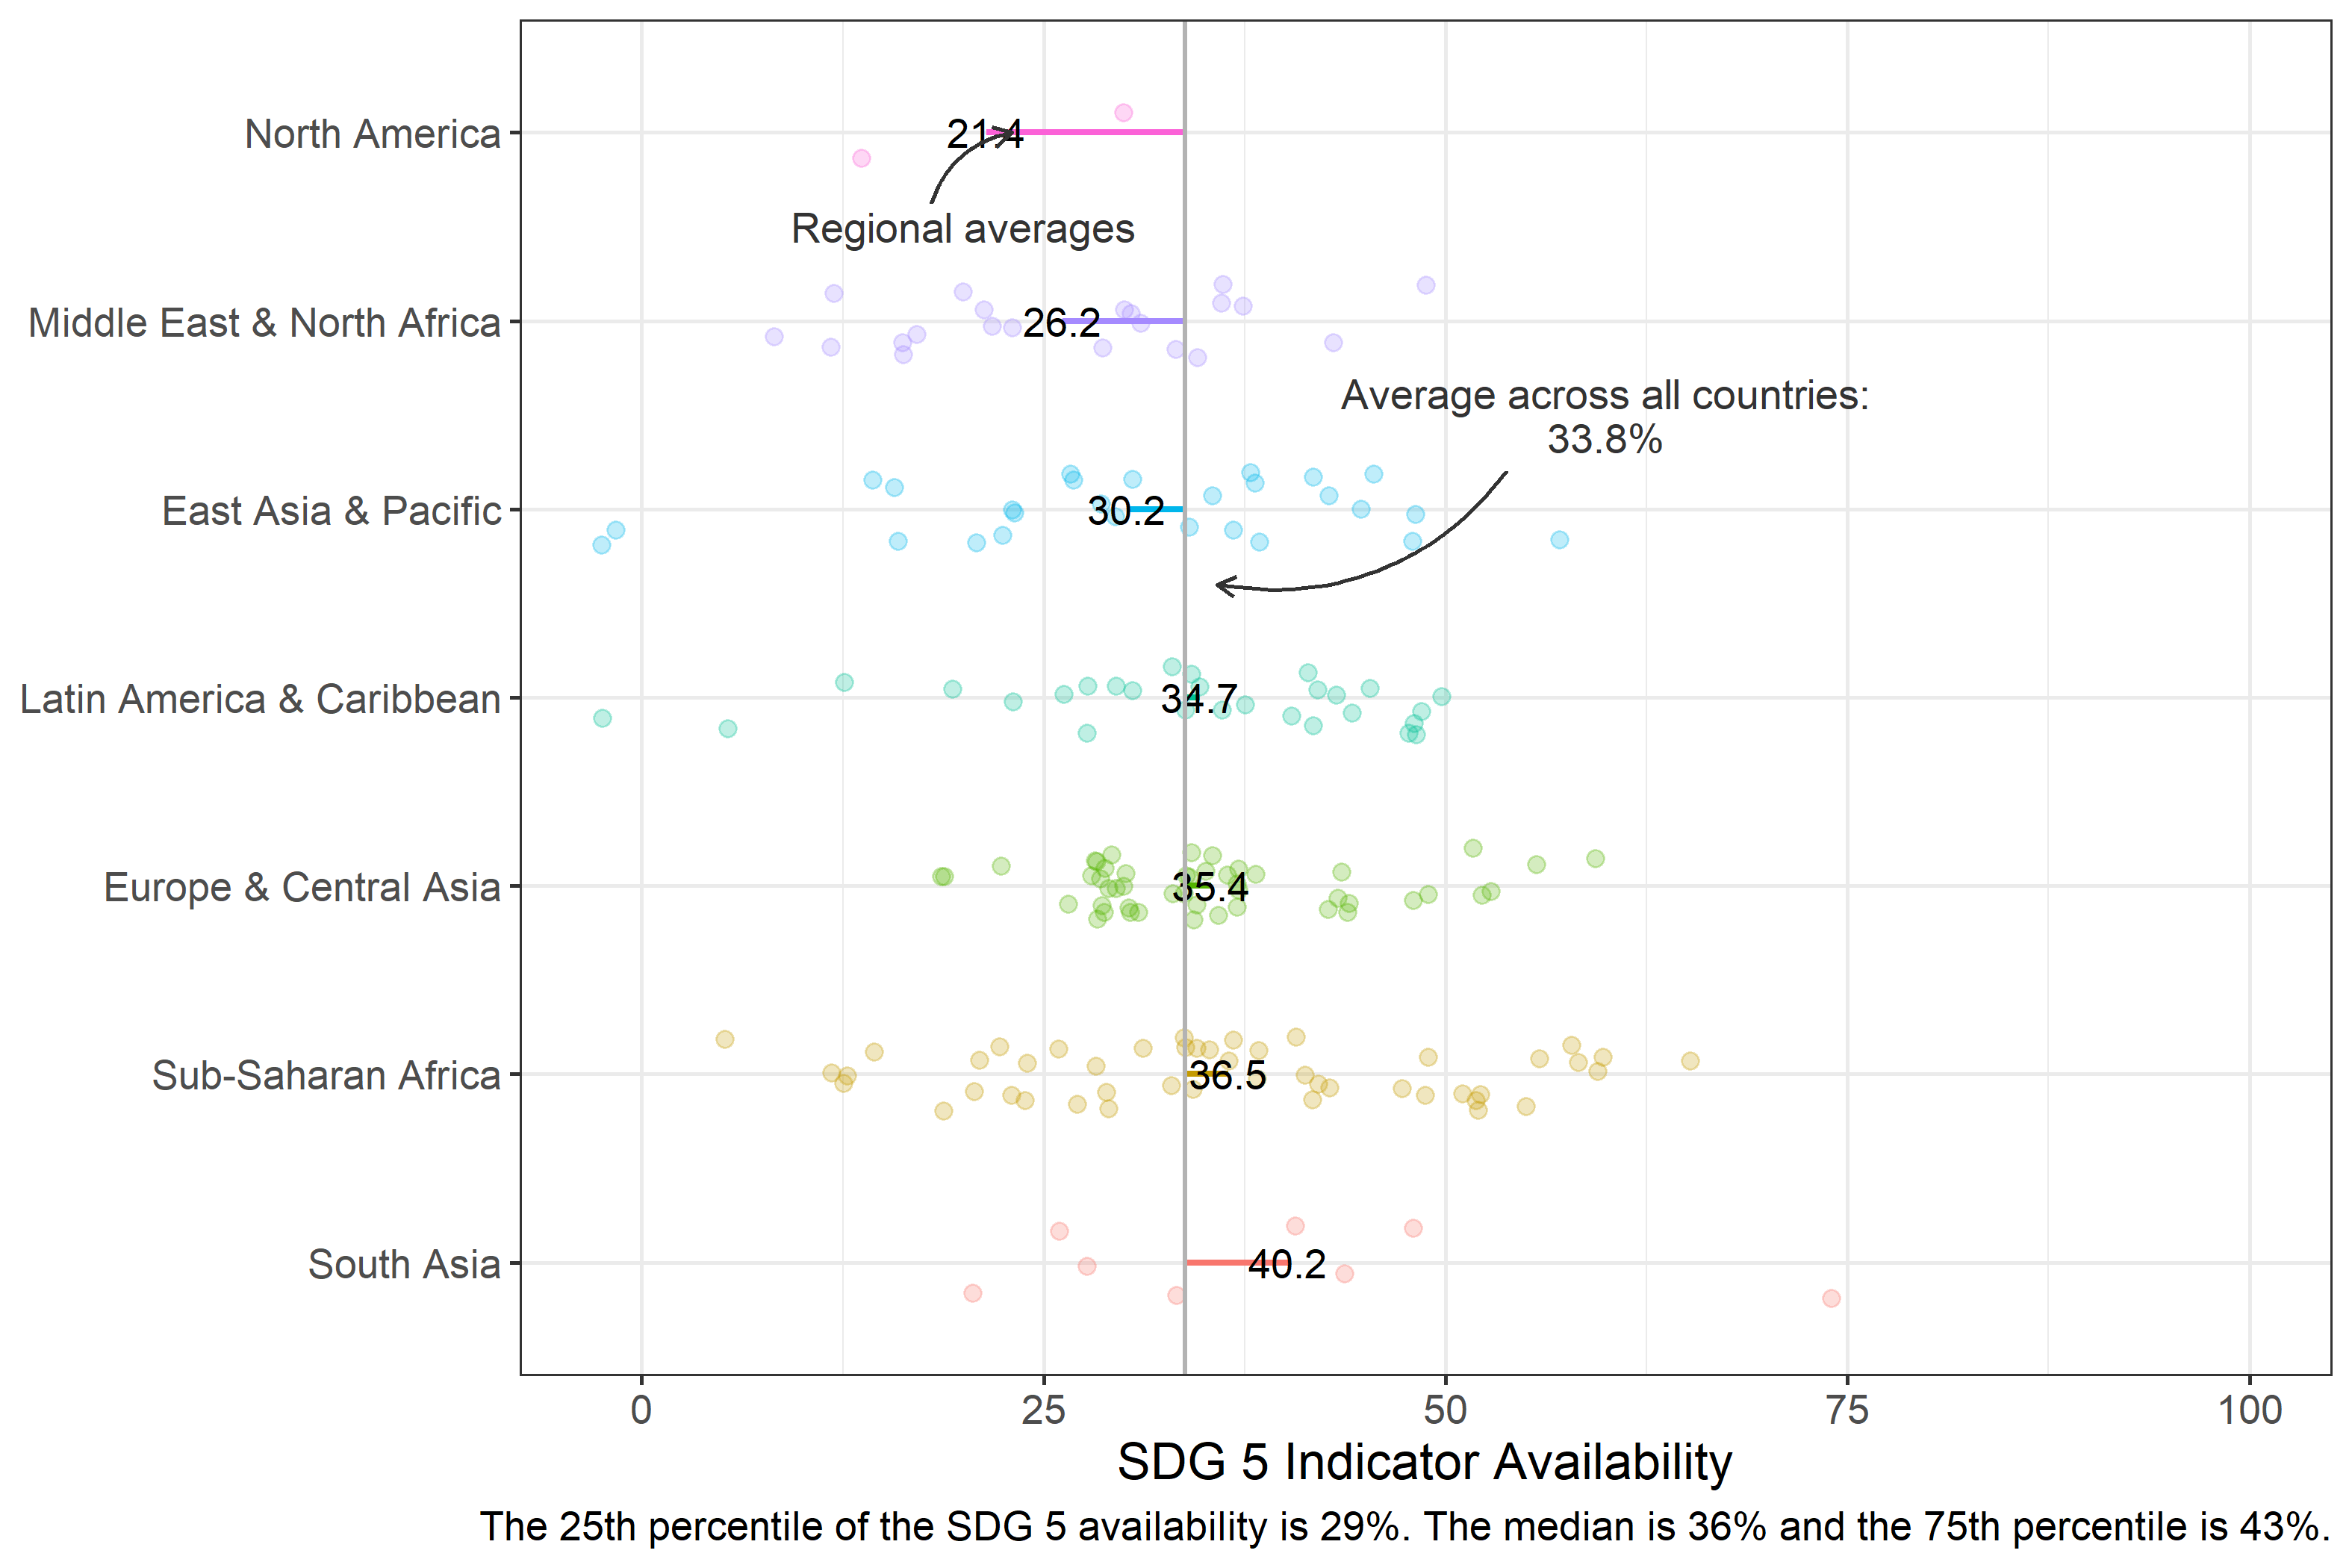 North America
21.4
Regional averages
Middle East & North Africa
26.2
Average across all countries:
33.8%
East Asia & Pacific
30.2
Latin America & Caribbean
34.7
Europe & Central Asia
35.4
Sub-Saharan Africa
36.5
South Asia
40.2
0 25 50 75 100
SDG 5 Indicator Availability
The 25th percentile of the SDG 5 availability is 29%. The median is 36% and the 75th percentile is 43%.